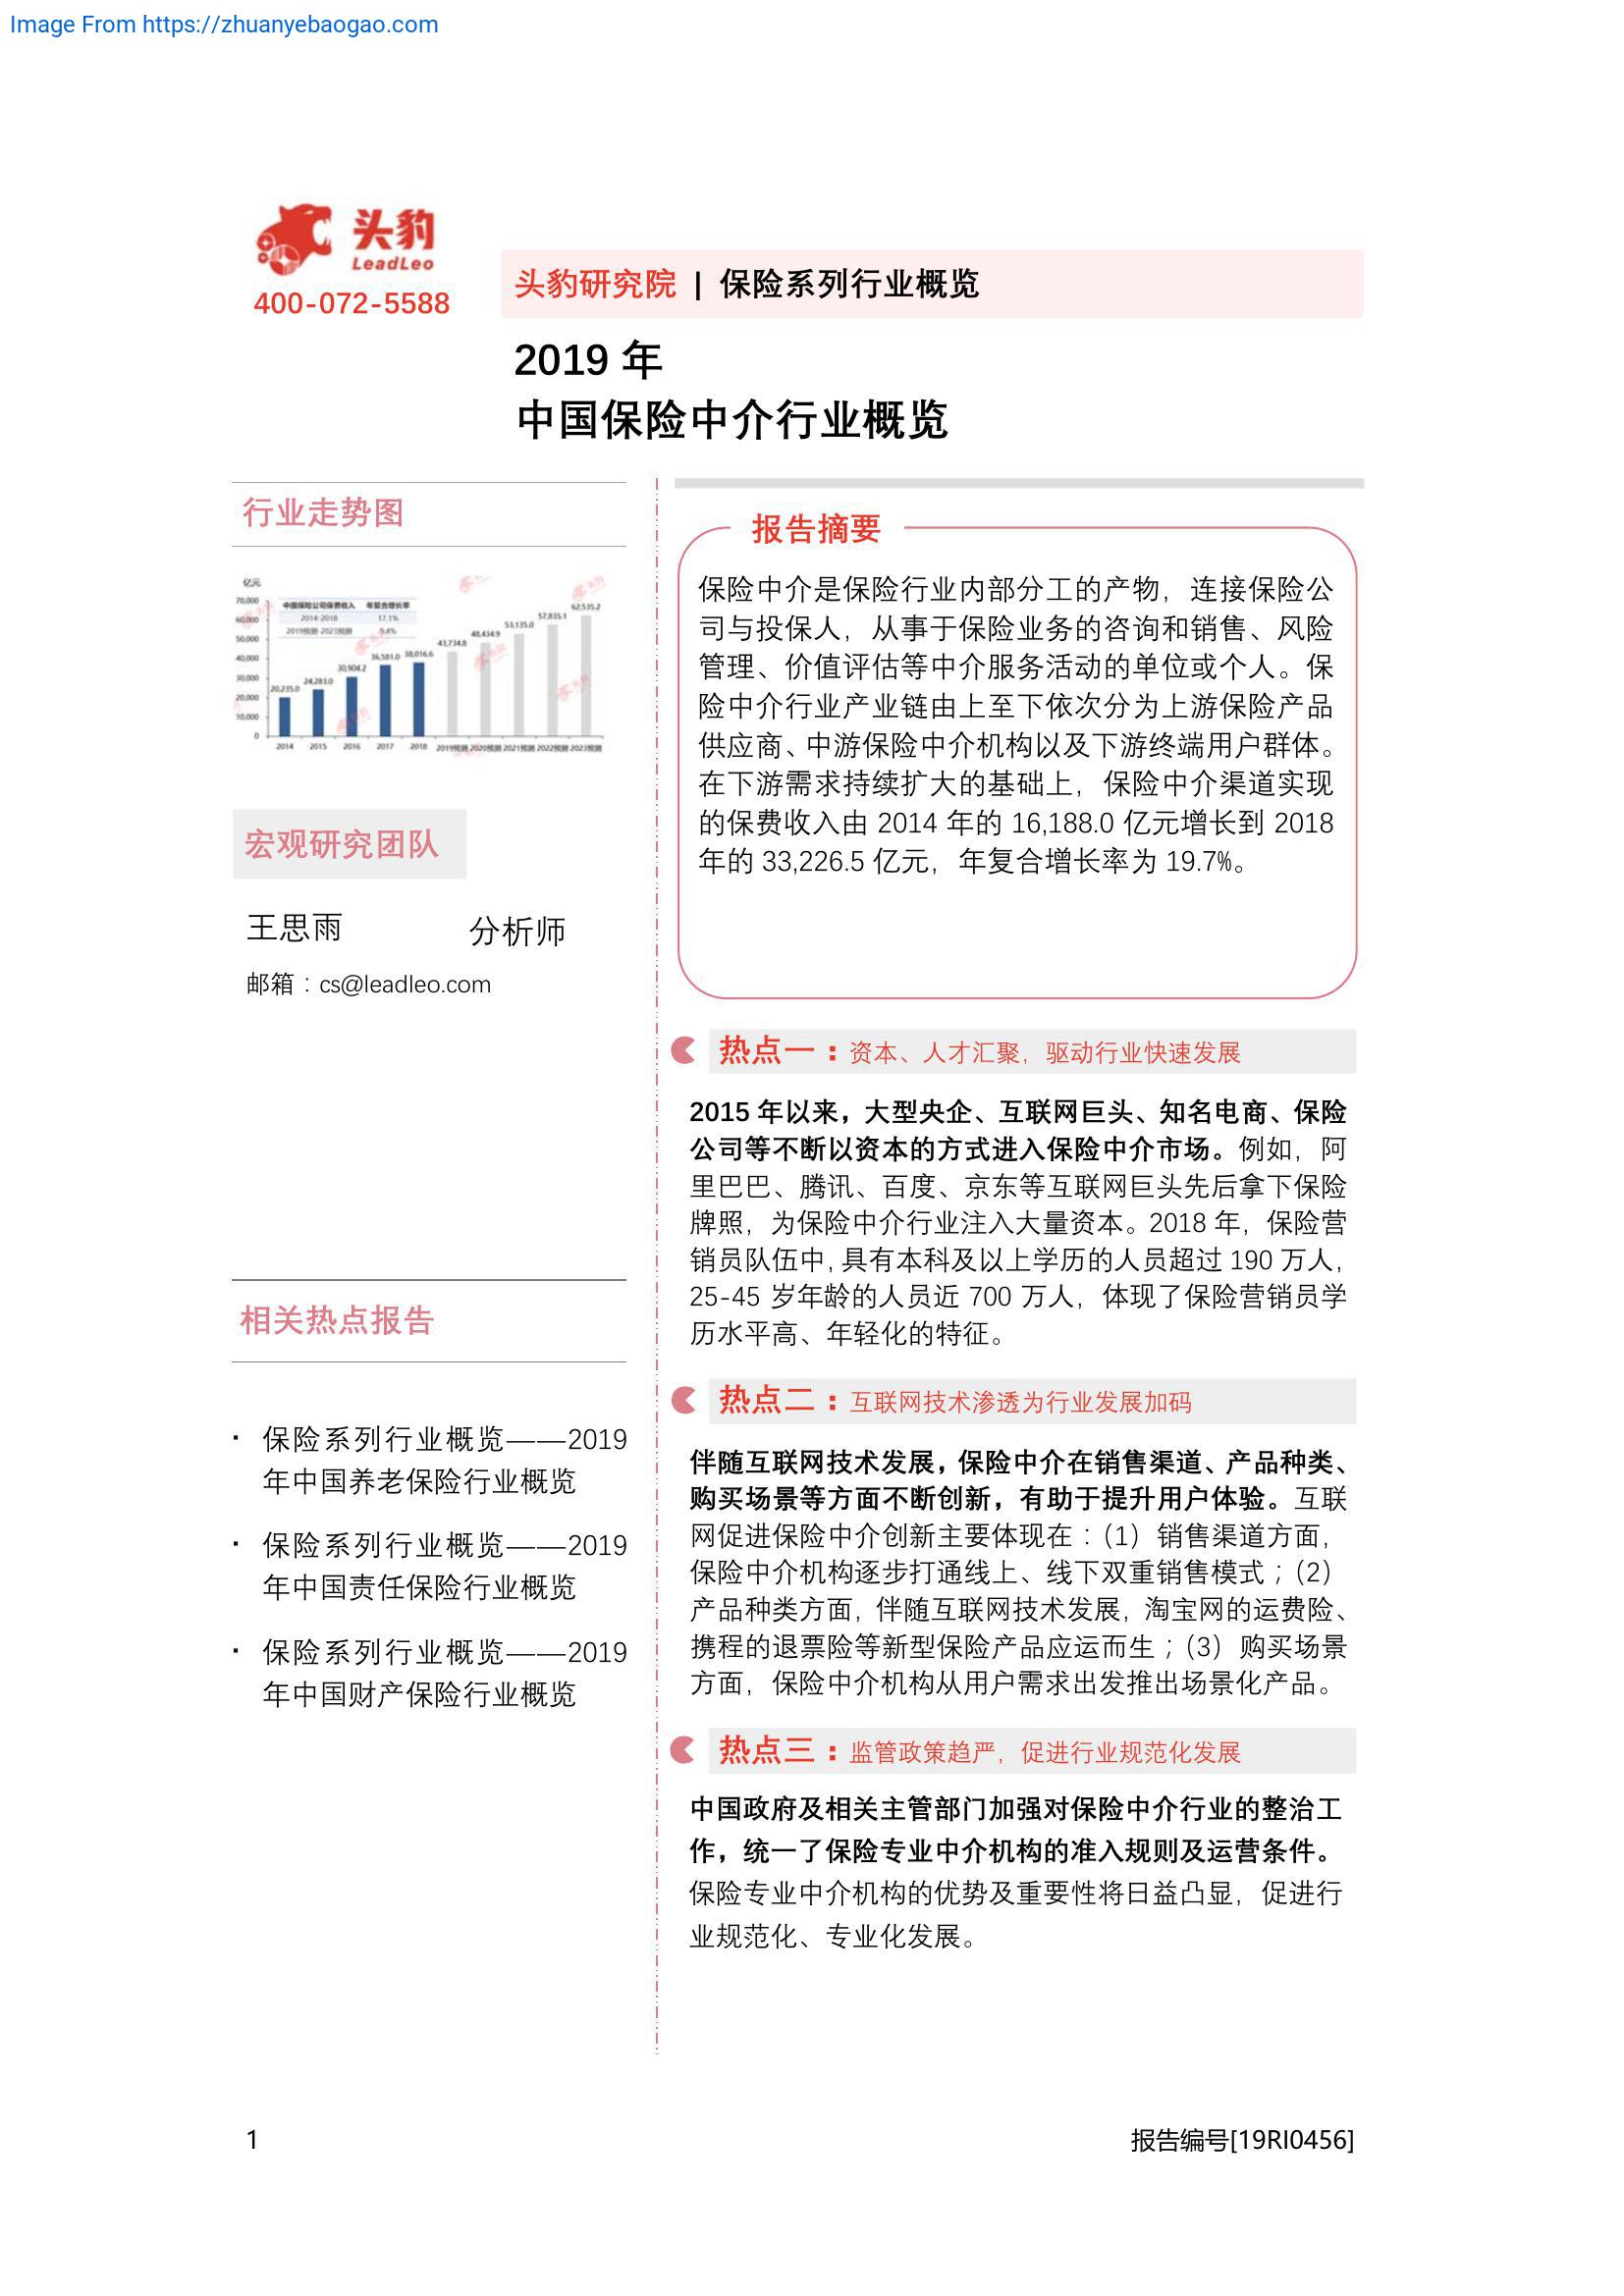 Image From https://zhuanyebaogao.com
头豹
LeadLeo
400-072-5588
头豹研究院 | 保险系列行业概览
2019 年
中国保险中介行业概览
行业走势图
亿元
70,000
60,000
50,000
40,000
30,000
20,000
10,000
0
中国保险公司保费收入 年复合增长率
2014-2018 17.1%
2019预测-2023预测 9.4%
20,235.0
24,283.0
30,904.2
36,581.0
38,016.6
43,734.8
48,434.9
53,135.0
57,835.1
62,535.2
2014 2015 2016 2017 2018 2019预测 2020预测 2021预测 2022预测 2023预测
宏观研究团队
王思雨 分析师
邮箱：cs@leadleo.com
相关热点报告
· 保险系列行业概览——2019
年中国养老保险行业概览
· 保险系列行业概览——2019
年中国责任保险行业概览
· 保险系列行业概览——2019
年中国财产保险行业概览
报告摘要
保险中介是保险行业内部分工的产物，连接保险公
司与投保人，从事于保险业务的咨询和销售、风险
管理、价值评估等中介服务活动的单位或个人。保
险中介行业产业链由上至下依次分为上游保险产品
供应商、中游保险中介机构以及下游终端用户群体。
在下游需求持续扩大的基础上，保险中介渠道实现
的保费收入由 2014 年的 16,188.0 亿元增长到 2018
年的 33,226.5 亿元，年复合增长率为 19.7%。
热点一：资本、人才汇聚，驱动行业快速发展
2015 年以来，大型央企、互联网巨头、知名电商、保险
公司等不断以资本的方式进入保险中介市场。例如，阿
里巴巴、腾讯、百度、京东等互联网巨头先后拿下保险
牌照，为保险中介行业注入大量资本。2018 年，保险营
销员队伍中，具有本科及以上学历的人员超过 190 万人，
25-45 岁年龄的人员近 700 万人，体现了保险营销员学
历水平高、年轻化的特征。
热点二：互联网技术渗透为行业发展加码
伴随互联网技术发展，保险中介在销售渠道、产品种类、
购买场景等方面不断创新，有助于提升用户体验。互联
网促进保险中介创新主要体现在：（1）销售渠道方面，
保险中介机构逐步打通线上、线下双重销售模式；（2）
产品种类方面，伴随互联网技术发展，淘宝网的运费险、
携程的退票险等新型保险产品应运而生；（3）购买场景
方面，保险中介机构从用户需求出发推出场景化产品。
热点三：监管政策趋严，促进行业规范化发展
中国政府及相关主管部门加强对保险中介行业的整治工
作，统一了保险专业中介机构的准入规则及运营条件。
保险专业中介机构的优势及重要性将日益凸显，促进行
业规范化、专业化发展。
1
报告编号[19RI0456]